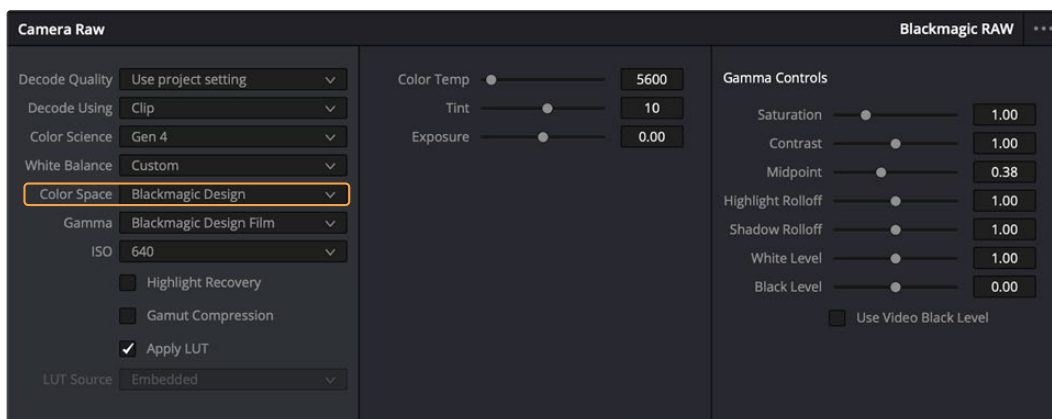 Camera Raw
Blackmagic RAW
Decode Quality Use project setting
Decode Using Clip
Color Science Gen 4
White Balance Custom
Color Space Blackmagic Design
Gamma Blackmagic Design Film
ISO 640
Highlight Recovery
Gamut Compression
Apply LUT
LUT Source Embedded
Color Temp 5600
Tint 10
Exposure 0.00
Gamma Controls
Saturation 1.00
Contrast 1.00
Midpoint 0.38
Highlight Rolloff 1.00
Shadow Rolloff 1.00
White Level 1.00
Black Level 0.00
Use Video Black Level